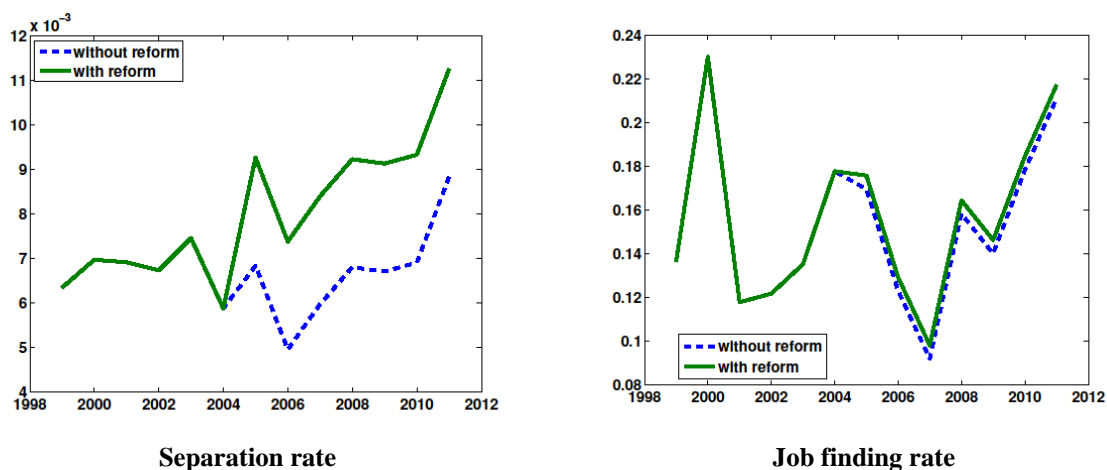 x 10⁻³
12
11
10
9
8
7
6
5
4
1998 2000 2002 2004 2006 2008 2010 2012
without reform
with reform
Separation rate
0.24
0.22
0.2
0.18
0.16
0.14
0.12
0.1
0.08
1998 2000 2002 2004 2006 2008 2010 2012
without reform
with reform
Job finding rate